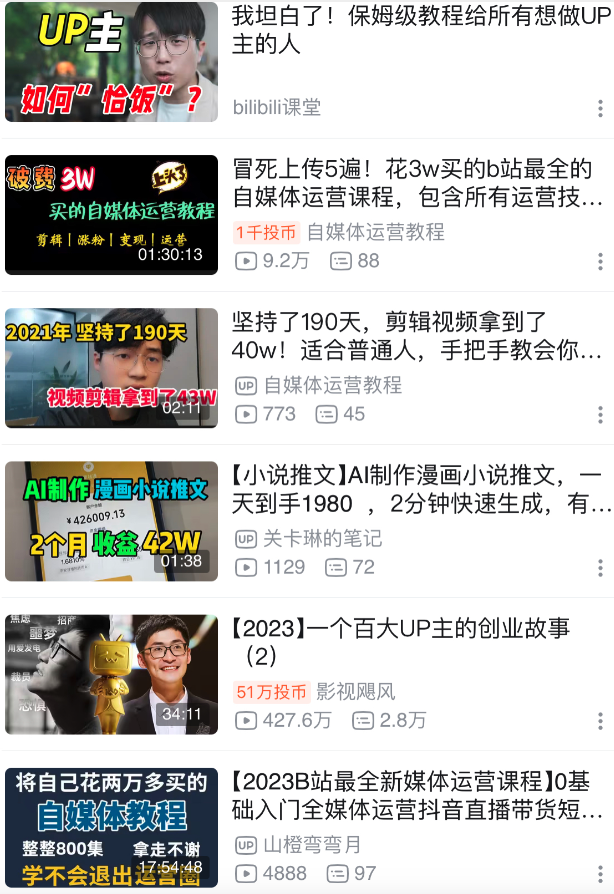 UP主
如何”恰饭”？
我坦白了！保姆级教程给所有想做UP
主的人
bilibili课堂
破费3W
上头了
买的自媒体运营教程
剪辑|涨粉|变现|运营
01:30:13
冒死上传5遍！花3w买的b站最全的
自媒体运营课程，包含所有运营技...
1千投币 自媒体运营教程
9.2万 88
2021年 坚持了190天
视频剪辑拿到了43W
02:11
坚持了190天，剪辑视频拿到了
40w！适合普通人，手把手教会你...
UP 自媒体运营教程
773 45
AI制作 漫画小说推文
¥426009.13
2个月 收益 42W
01:38
【小说推文】AI制作漫画小说推文，一
天到手1980 ，2分钟快速生成，有...
UP 关卡琳的笔记
1129 72
焦虑
招商
噩梦
用爱发电
裁员
恐惧
34:11
【2023】一个百大UP主的创业故事
（2）
51万投币 影视飓风
427.6万 2.8万
将自己花两万多买的
自媒体教程
整整800集 拿走不谢
17:54:48
学不会退出运营圈
【2023B站最全新媒体运营课程】0基
础入门全媒体运营抖音直播带货短...
UP 山橙弯弯月
4888 97